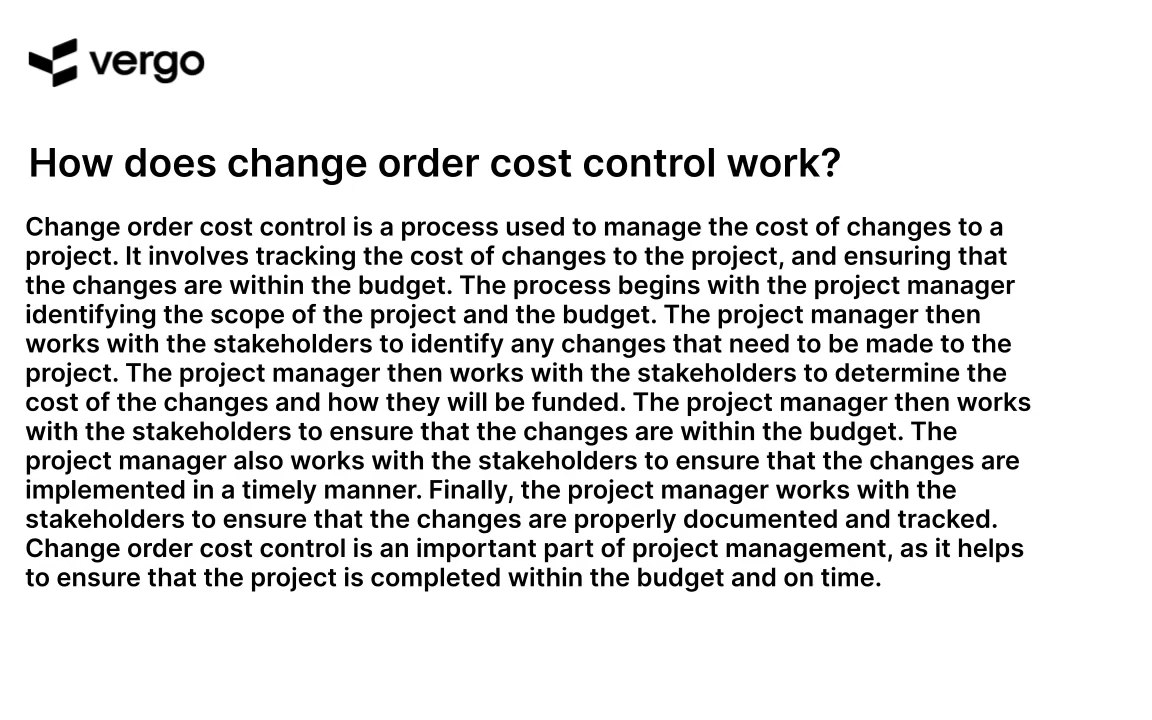 vergo
How does change order cost control work?
Change order cost control is a process used to manage the cost of changes to a
project. It involves tracking the cost of changes to the project, and ensuring that
the changes are within the budget. The process begins with the project manager
identifying the scope of the project and the budget. The project manager then
works with the stakeholders to identify any changes that need to be made to the
project. The project manager then works with the stakeholders to determine the
cost of the changes and how they will be funded. The project manager then works
with the stakeholders to ensure that the changes are within the budget. The
project manager also works with the stakeholders to ensure that the changes are
implemented in a timely manner. Finally, the project manager works with the
stakeholders to ensure that the changes are properly documented and tracked.
Change order cost control is an important part of project management, as it helps
to ensure that the project is completed within the budget and on time.